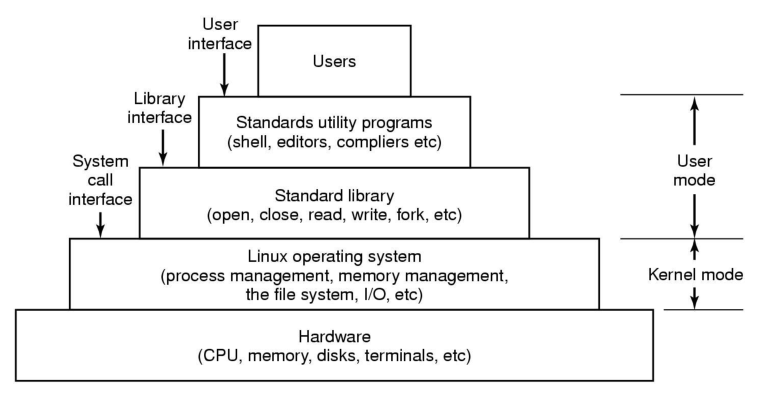 User
interface
Users
Library
interface
Standards utility programs
(shell, editors, compliers etc)
System
call
interface
Standard library
(open, close, read, write, fork, etc)
User
mode
Linux operating system
(process management, memory management,
the file system, I/O, etc)
Kernel mode
Hardware
(CPU, memory, disks, terminals, etc)